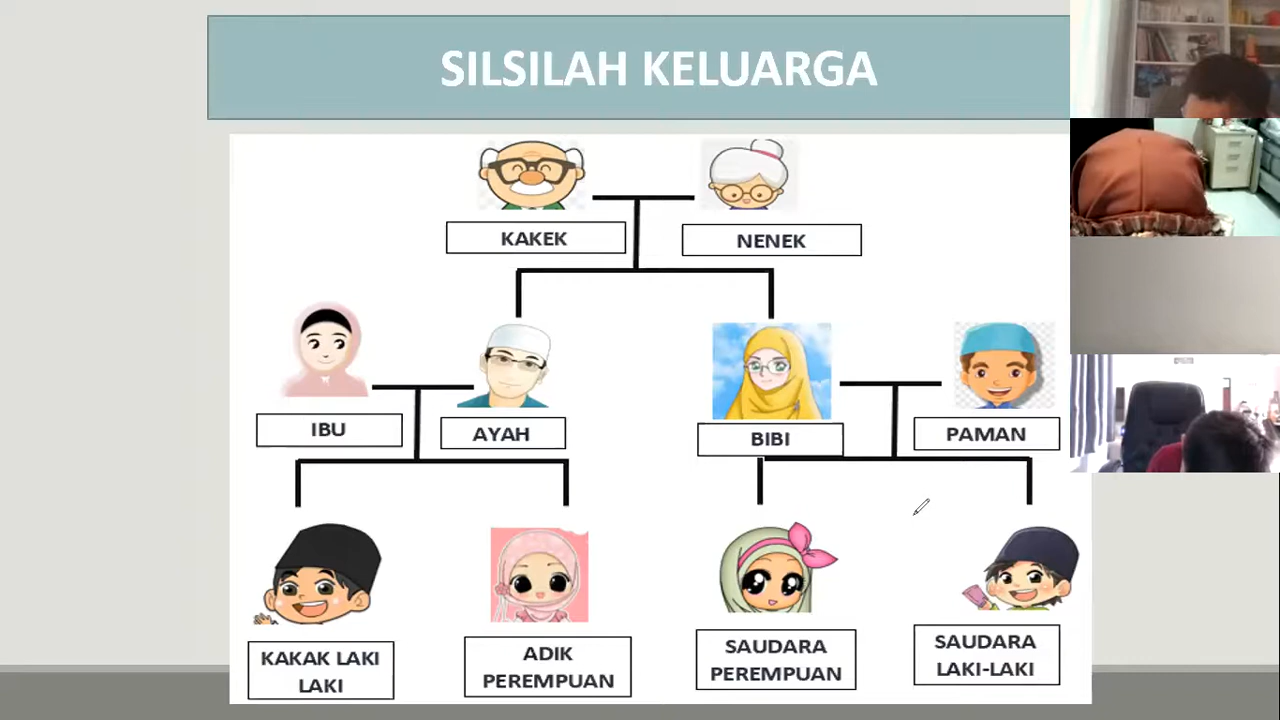 SILSILAH KELUARGA
KAKEK
NENEK
IBU
AYAH
BIBI
PAMAN
KAKAK LAKI
LAKI
ADIK
PEREMPUAN
SAUDARA
PEREMPUAN
SAUDARA
LAKI-LAKI